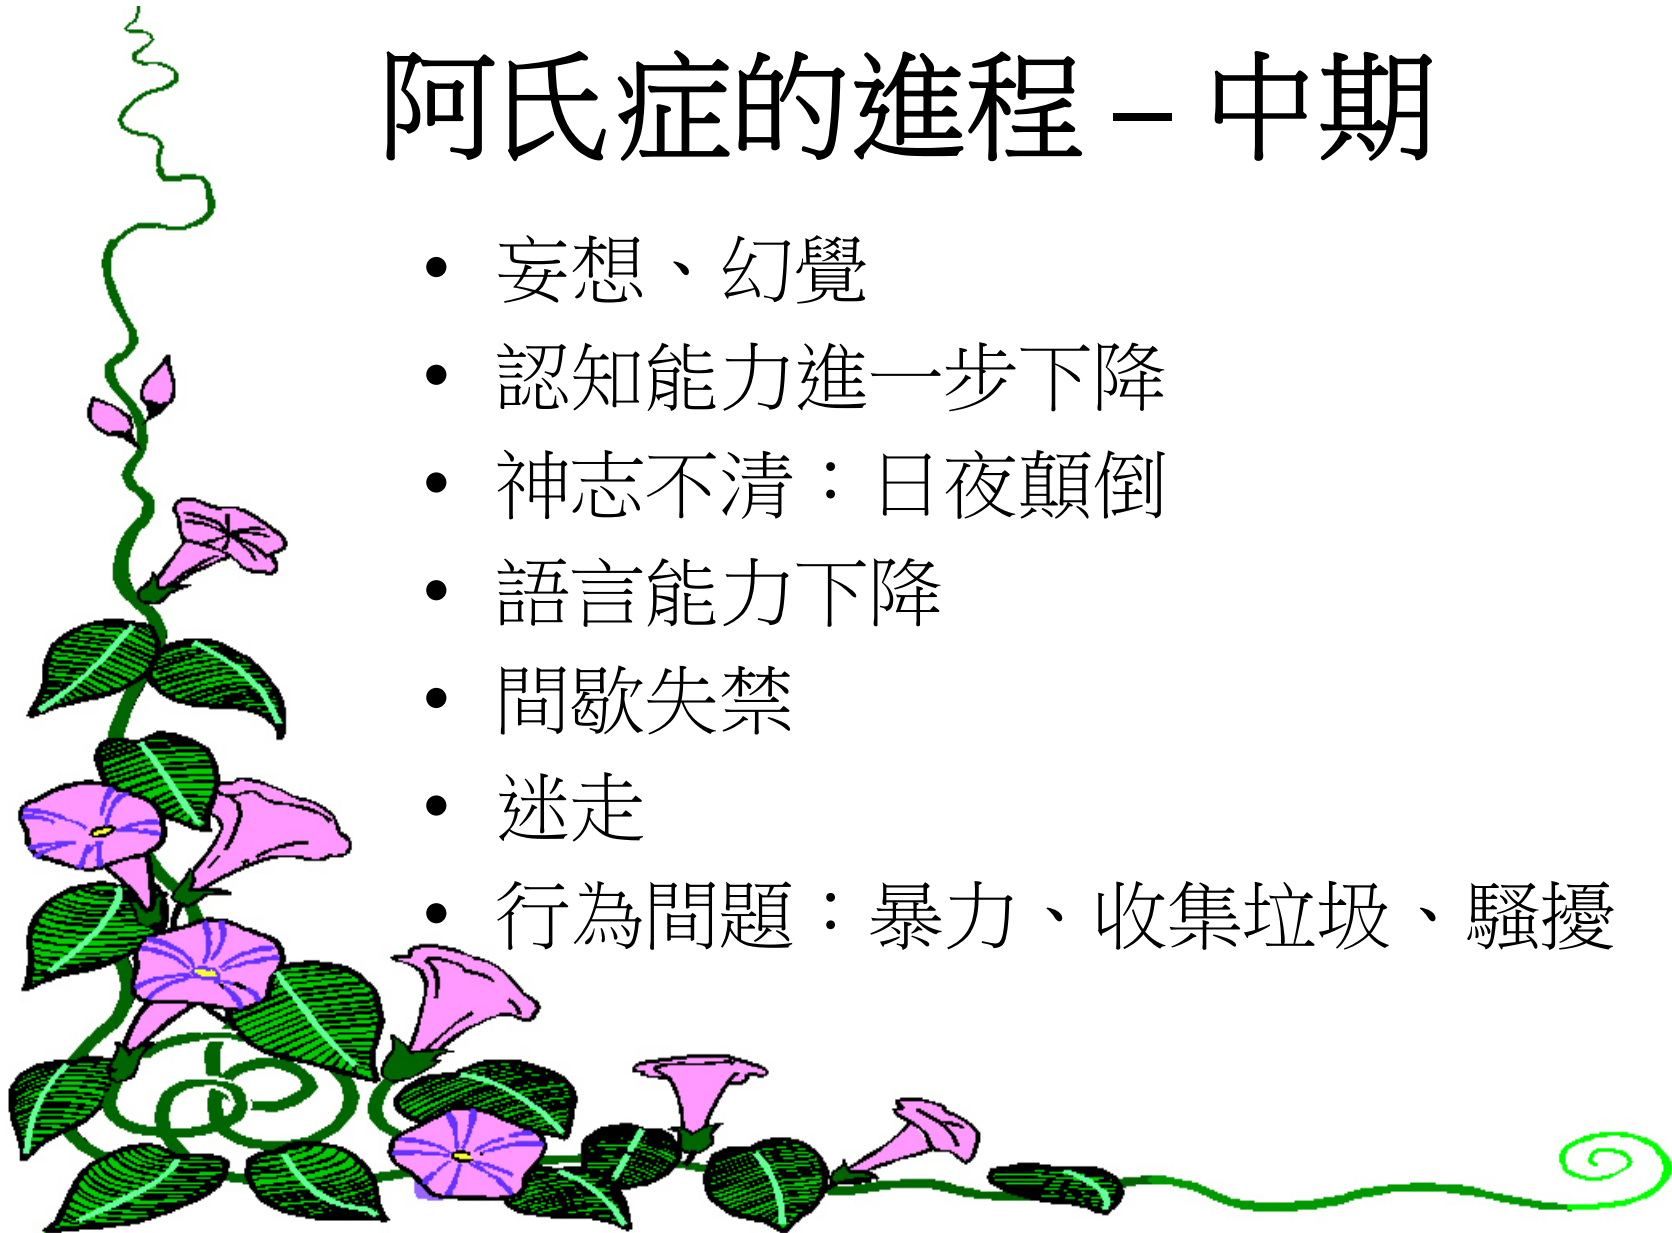 阿氏症的進程 – 中期
• 妄想、幻覺
• 認知能力進一步下降
• 神志不清：日夜顛倒
• 語言能力下降
• 間歇失禁
• 迷走
• 行為問題：暴力、收集垃圾、騷擾